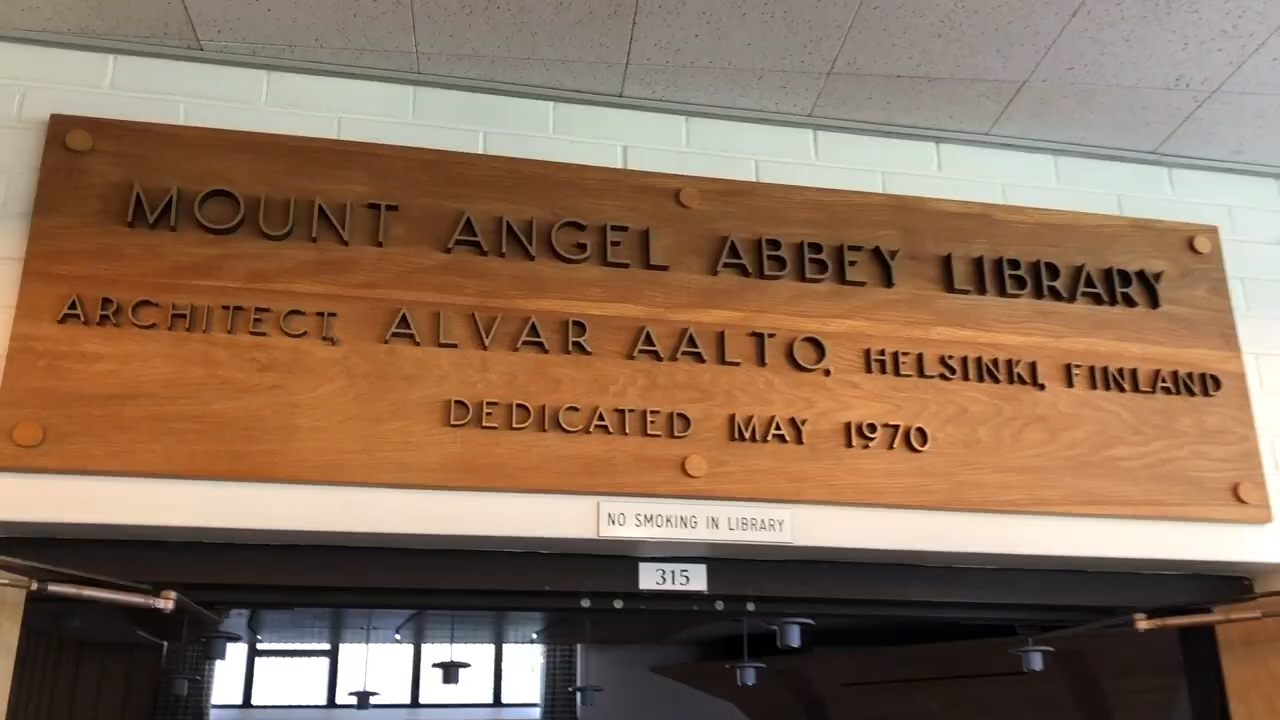 MOUNT ANGEL ABBEY LIBRARY
ARCHITECT, ALVAR AALTO, HELSINKI, FINLAND
DEDICATED MAY 1970
NO SMOKING IN LIBRARY
315